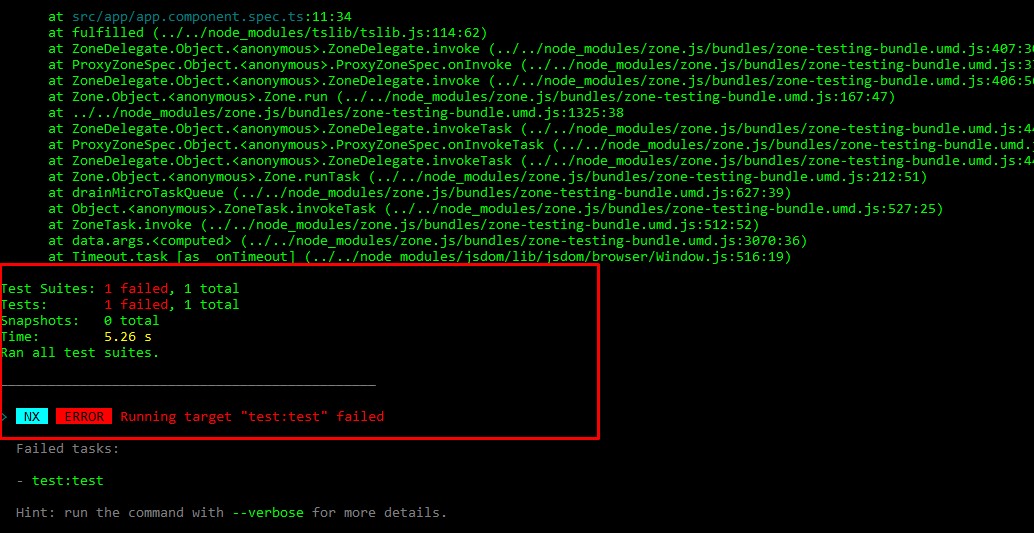 at src/app/app.component.spec.ts:11:34
at fulfilled (../../node_modules/tslib/tslib.js:114:62)
at ZoneDelegate.Object.<anonymous>.ZoneDelegate.invoke (../../node_modules/zone.js/bundles/zone-testing-bundle.umd.js:407:30
at ProxyZoneSpec.Object.<anonymous>.ProxyZoneSpec.onInvoke (../../node_modules/zone.js/bundles/zone-testing-bundle.umd.js:3
at ZoneDelegate.Object.<anonymous>.ZoneDelegate.invoke (../../node_modules/zone.js/bundles/zone-testing-bundle.umd.js:406:56
at Zone.Object.<anonymous>.Zone.run (../../node_modules/zone.js/bundles/zone-testing-bundle.umd.js:167:47)
at ../../node_modules/zone.js/bundles/zone-testing-bundle.umd.js:1325:38
at ZoneDelegate.Object.<anonymous>.ZoneDelegate.invokeTask (../../node_modules/zone.js/bundles/zone-testing-bundle.umd.js:4
at ProxyZoneSpec.Object.<anonymous>.ProxyZoneSpec.onInvokeTask (../../node_modules/zone.js/bundles/zone-testing-bundle.umd.
at ZoneDelegate.Object.<anonymous>.ZoneDelegate.invokeTask (../../node_modules/zone.js/bundles/zone-testing-bundle.umd.js:4
at Zone.Object.<anonymous>.Zone.runTask (../../node_modules/zone.js/bundles/zone-testing-bundle.umd.js:212:51)
at drainMicroTaskQueue (../../node_modules/zone.js/bundles/zone-testing-bundle.umd.js:627:39)
at Object.<anonymous>.ZoneTask.invokeTask (../../node_modules/zone.js/bundles/zone-testing-bundle.umd.js:527:25)
at ZoneTask.invoke (../../node_modules/zone.js/bundles/zone-testing-bundle.umd.js:512:52)
at data.args.<computed> (../../node_modules/zone.js/bundles/zone-testing-bundle.umd.js:3070:36)
at Timeout.task [as _onTimeout] (../../node_modules/jsdom/lib/jsdom/browser/Window.js:516:19)
Test Suites: 1 failed, 1 total
Tests: 1 failed, 1 total
Snapshots: 0 total
Time: 5.26 s
Ran all test suites.
> NX ERROR Running target "test:test" failed
Failed tasks:
- test:test
Hint: run the command with --verbose for more details.